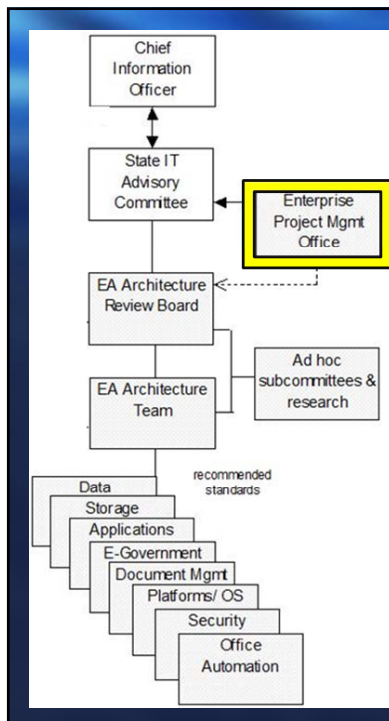 Chief
Information
Officer
State IT
Advisory
Committee
Enterprise
Project Mgmt
Office
EA Architecture
Review Board
Ad hoc
subcommittees &
research
EA Architecture
Team
recommended
standards
Data
Storage
Applications
E-Government
Document Mgmt
Platforms/ OS
Security
Office
Automation